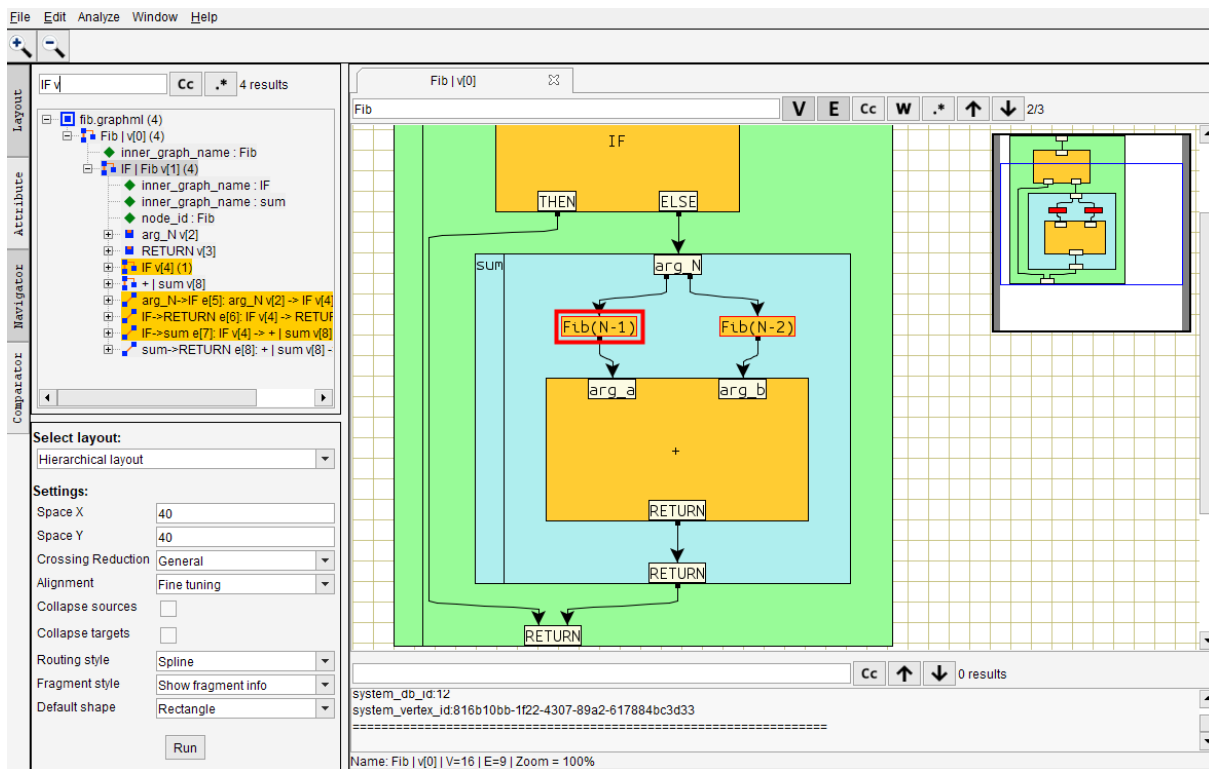 File Edit Analyze Window Help
Layout
Attribute
Navigator
Comparator
IF v
Cc .* 4 results
fib.graphml (4)
Fib | v[0] (4)
inner_graph_name : Fib
IF | Fib v[1] (4)
inner_graph_name : IF
inner_graph_name : sum
node_id : Fib
arg_N v[2]
RETURN v[3]
IF v[4] (1)
+ | sum v[8]
arg_N->IF e[5]: arg_N v[2] -> IF v[4]
IF->RETURN e[6]: IF v[4] -> RETUR
IF->sum e[7]: IF v[4] -> + | sum v[8]
sum->RETURN e[8]: + | sum v[8] -
Select layout:
Hierarchical layout
Settings:
Space X 40
Space Y 40
Crossing Reduction General
Alignment Fine tuning
Collapse sources
Collapse targets
Routing style Spline
Fragment style Show fragment info
Default shape Rectangle
Run
Fib | v[0]
Fib
V E Cc W .* 2/3
IF
THEN ELSE
sum
arg_N
Fib(N-1) Fib(N-2)
arg_a arg_b
+
RETURN
RETURN
RETURN
Cc 0 results
system_db_id:12
system_vertex_id:816b10bb-1f22-4307-89a2-617884bc3d33
==================================================================
Name: Fib | v[0] | V=16 | E=9 | Zoom = 100%